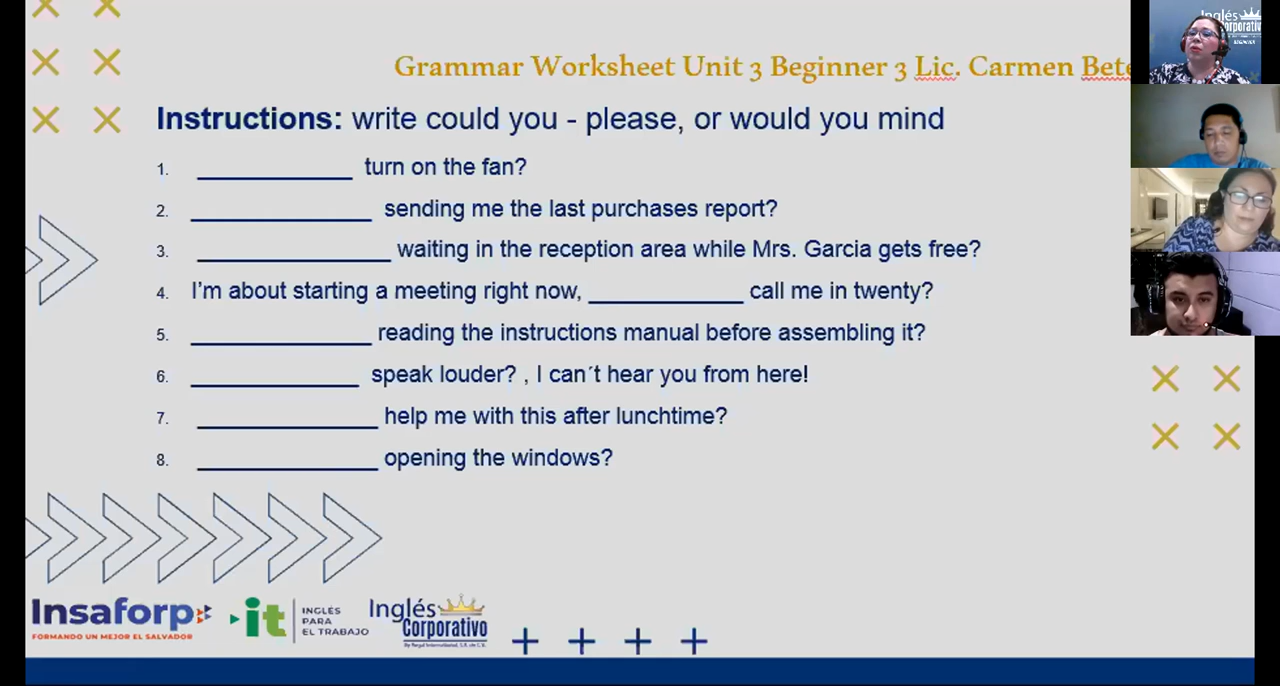 Inglés
Corporativo
Grammar Worksheet Unit 3 Beginner 3 Lic. Carmen Bete
Instructions: write could you - please, or would you mind
1. ____________ turn on the fan?
2. ______________ sending me the last purchases report?
3. _______________ waiting in the reception area while Mrs. Garcia gets free?
4. I'm about starting a meeting right now, ____________ call me in twenty?
5. ______________ reading the instructions manual before assembling it?
6. _____________ speak louder? , I can´t hear you from here!
7. ______________ help me with this after lunchtime?
8. ______________ opening the windows?
Insaforp
FORMANDO UN MEJOR EL SALVADOR
it
INGLÉS
PARA
EL TRABAJO
Inglés
Corporativo